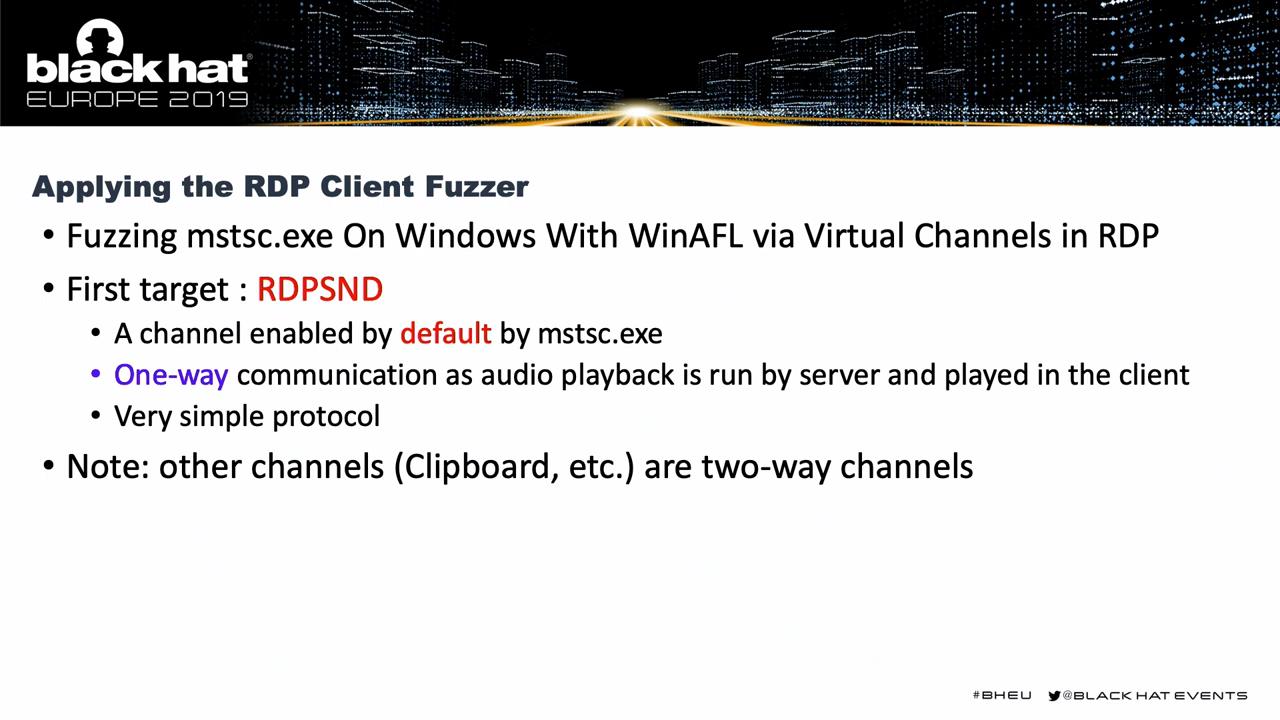 black hat®
EUROPE 2019
Applying the RDP Client Fuzzer
• Fuzzing mstsc.exe On Windows With WinAFL via Virtual Channels in RDP
• First target : RDPSND
• A channel enabled by default by mstsc.exe
• One-way communication as audio playback is run by server and played in the client
• Very simple protocol
• Note: other channels (Clipboard, etc.) are two-way channels
#BHEU @BLACK HAT EVENTS